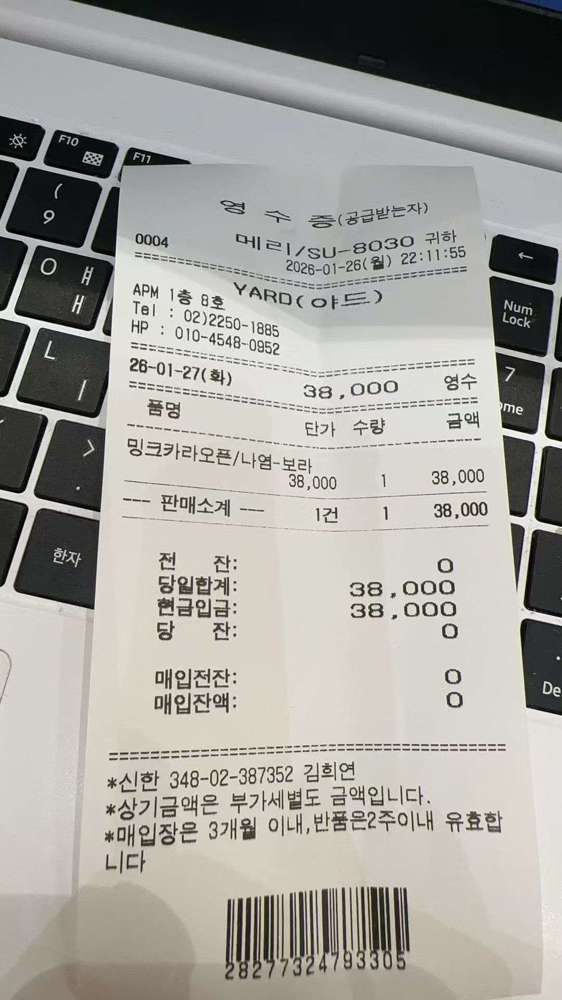 영 수 증(공급받는자)
0004 메리/SU-8030 귀하
2026-01-26(월) 22:11:55
YARD(야드)
APM 1층 8호
Tel : 02)2250-1885
HP : 010-4548-0952
26-01-27(화) 38,000 영수
품명 단가 수량 금액
밍크카라오픈/나염-보라
38,000 1 38,000
--- 판매소계 --- 1건 1 38,000
전 잔: 0
당일합계: 38,000
현금입금: 38,000
당 잔: 0
매입전잔: 0
매입잔액: 0
*신한 348-02-387352 김희연
*상기금액은 부가세별도 금액입니다.
*매입장은 3개월 이내,반품은2주이내 유효합
니다
28277324793305
F10
F11
(
9
O ㅐ
ㅒ
L
ㅣ
>
.
한자
←
Num
Lock
7
ome
.
De